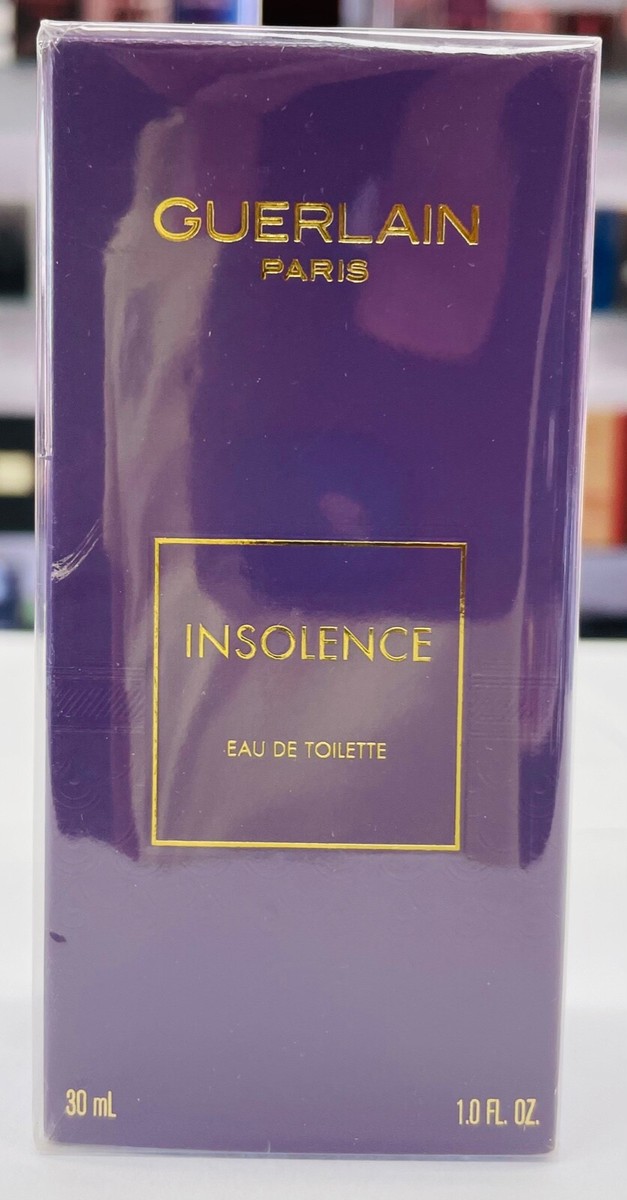 GUERLAIN
PARIS
INSOLENCE
EAU DE TOILETTE
30 mL 1.0 FL. OZ.